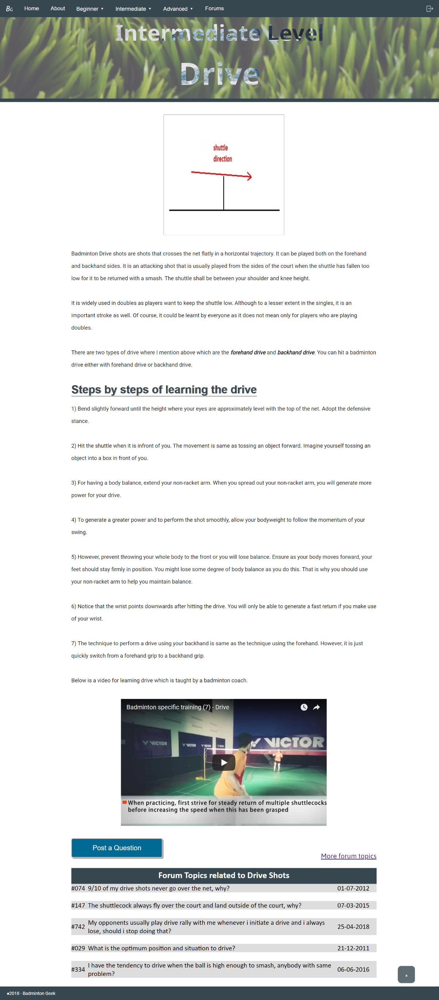 BG Home About Beginner ▼ Intermediate ▼ Advanced ▼ Forums
Intermediate Level
Drive
shuttle
direction
Badminton Drive shots are shots that crosses the net flatly in a horizontal trajectory. It can be played both on the forehand
and backhand sides. It is an attacking shot that is usually played from the sides of the court when the shuttle has fallen too
low for it to be returned with a smash. The shuttle shall be between your shoulder and knee height.
It is widely used in doubles as players want to keep the shuttle low. Although to a lesser extent in the singles, it is an
important stroke as well. Of course, it could be learnt by everyone as it does not mean only for players who are playing
doubles.
There are two types of drive where I mention above which are the forehand drive and backhand drive. You can hit a badminton
drive either with forehand drive or backhand drive.
Steps by steps of learning the drive
1) Bend slightly forward until the height where your eyes are approximately level with the top of the net. Adopt the defensive
stance.
2) Hit the shuttle when it is infront of you. The movement is same as tossing an object forward. Imagine yourself tossing an
object into a box in front of you.
3) For having a body balance, extend your non-racket arm. When you spread out your non-racket arm, you will generate more
power for your drive.
4) To generate a greater power and to perform the shot smoothly, allow your bodyweight to follow the momentum of your
swing.
5) However, prevent throwing your whole body to the front or you will lose balance. Ensure as your body moves forward, your
feet should stay firmly in position. You might lose some degree of body balance as you do this. That is why you should use
your non-racket arm to help you maintain balance.
6) Notice that the wrist points downwards after hitting the drive. You will only be able to generate a fast return if you make use
of your wrist.
7) The technique to perform a drive using your backhand is same as the technique using the forehand. However, it is just
quickly switch from a forehand grip to a backhand grip.
Below is a video for learning drive which is taught by a badminton coach.
Badminton specific training (7) - Drive
R VICTOR VICTOR VICTOR VICTOR
When practicing, first strive for steady return of multiple shuttlecocks
before increasing the speed when this has been grasped
Post a Question
More forum topics
Forum Topics related to Drive Shots
#074 9/10 of my drive shots never go over the net, why? 01-07-2012
#147 The shuttlecock always fly over the court and land outside of the court, why? 07-03-2015
#742 My opponents usually play drive rally with me whenever i initiate a drive and i always
lose, should i stop doing that? 25-04-2018
#029 What is the optimum position and situation to drive? 21-12-2011
#334 I have the tendency to drive when the ball is high enough to smash, anybody with same
problem? 06-06-2016
♠2018 - Badminton Geek